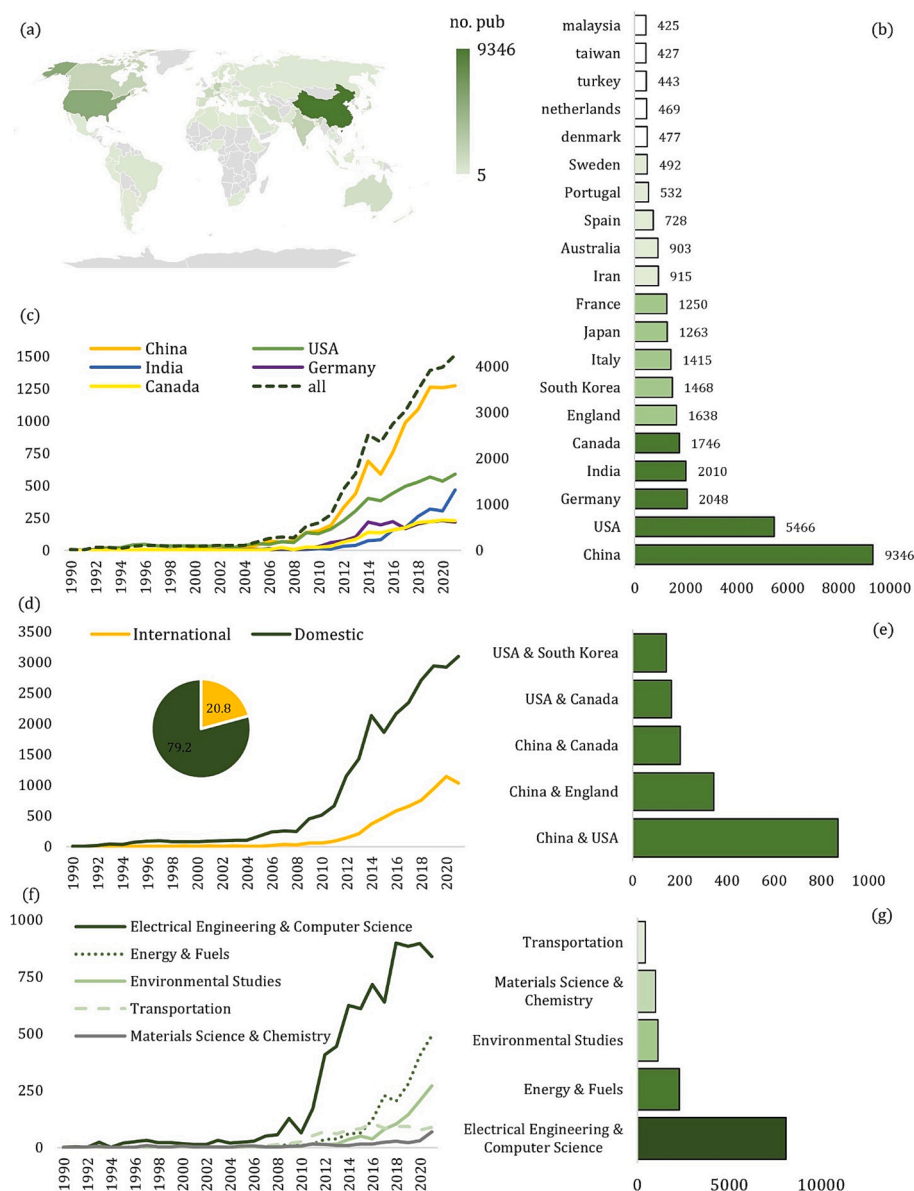 (a)
no. pub
9346
5
(b)
malaysia 425
taiwan 427
turkey 443
netherlands 469
denmark 477
Sweden 492
Portugal 532
Spain 728
Australia 903
Iran 915
France 1250
Japan 1263
Italy 1415
South Korea 1468
England 1638
Canada 1746
India 2010
Germany 2048
USA 5466
China 9346
0 2000 4000 6000 8000 10000
(c)
China USA
India Germany
Canada all
1500
1250
1000
750
500
250
0
4000
3000
2000
1000
0
1990 1992 1994 1996 1998 2000 2002 2004 2006 2008 2010 2012 2014 2016 2018 2020
(d)
International Domestic
3500
3000
2500
2000
1500
1000
500
0
20.8
79.2
1990 1992 1994 1996 1998 2000 2002 2004 2006 2008 2010 2012 2014 2016 2018 2020
(e)
USA & South Korea
USA & Canada
China & Canada
China & England
China & USA
0 200 400 600 800 1000
(f)
1000
750
500
250
0
Electrical Engineering & Computer Science
Energy & Fuels
Environmental Studies
Transportation
Materials Science & Chemistry
1990 1992 1994 1996 1998 2000 2002 2004 2006 2008 2010 2012 2014 2016 2018 2020
(g)
Transportation
Materials Science &
Chemistry
Environmental Studies
Energy & Fuels
Electrical Engineering &
Computer Science
0 5000 10000